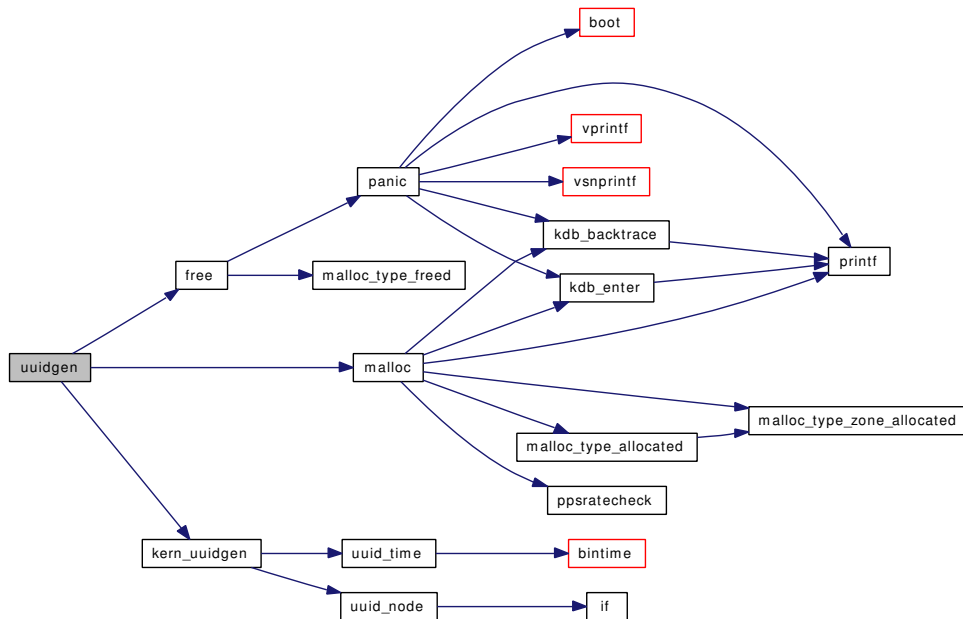 boot
vprintf
panic
vsnprintf
kdb_backtrace
printf
free
malloc_type_freed
kdb_enter
uuidgen
malloc
malloc_type_zone_allocated
malloc_type_allocated
ppsratecheck
kern_uuidgen
uuid_time
bintime
uuid_node
if